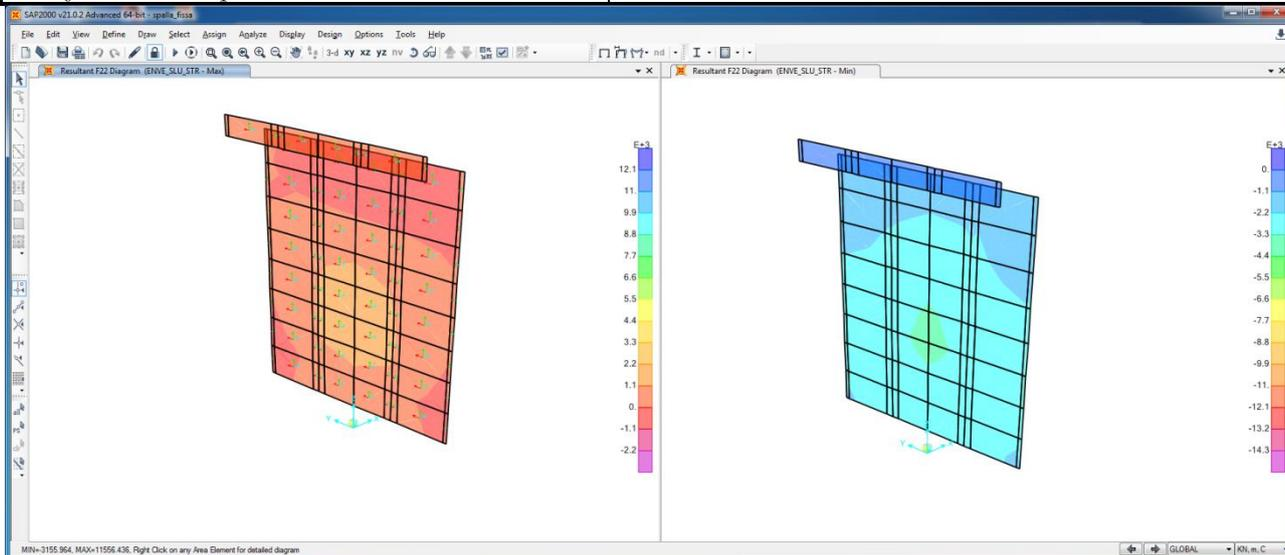 SAP2000 v21.0.2 Advanced 64-bit - spalla_fissa
File Edit View Define Draw Select Assign Analyze Display Design Options Tools Help
3-d xy xz yz nv nd
Resultant F22 Diagram (ENVE_SLU_STR - Max)
Resultant F22 Diagram (ENVE_SLU_STR - Min)
E+3
12.1
11.
9.9
8.8
7.7
6.6
5.5
4.4
3.3
2.2
1.1
0.
-1.1
-2.2
E+3
0.
-1.1
-2.2
-3.3
-4.4
-5.5
-6.6
-7.7
-8.8
-9.9
-11.
-12.1
-13.2
-14.3
MIN=-3155.964, MAX=11556.436, Right Click on any Area Element for detailed diagram
GLOBAL
KN, m, C